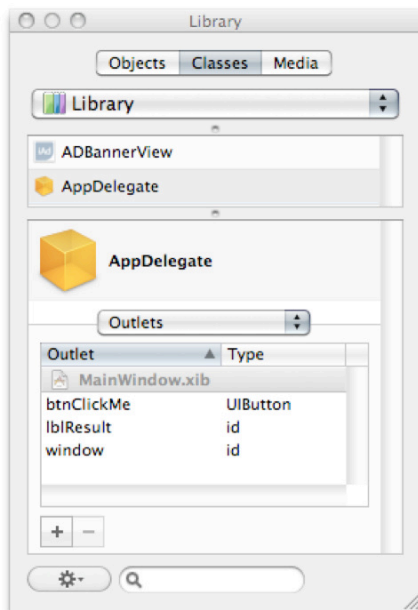 Library
Objects Classes Media
Library
iAd ADBannerView
AppDelegate
AppDelegate
Outlets
Outlet Type
MainWindow.xib
btnClickMe UIButton
lblResult id
window id
+ −